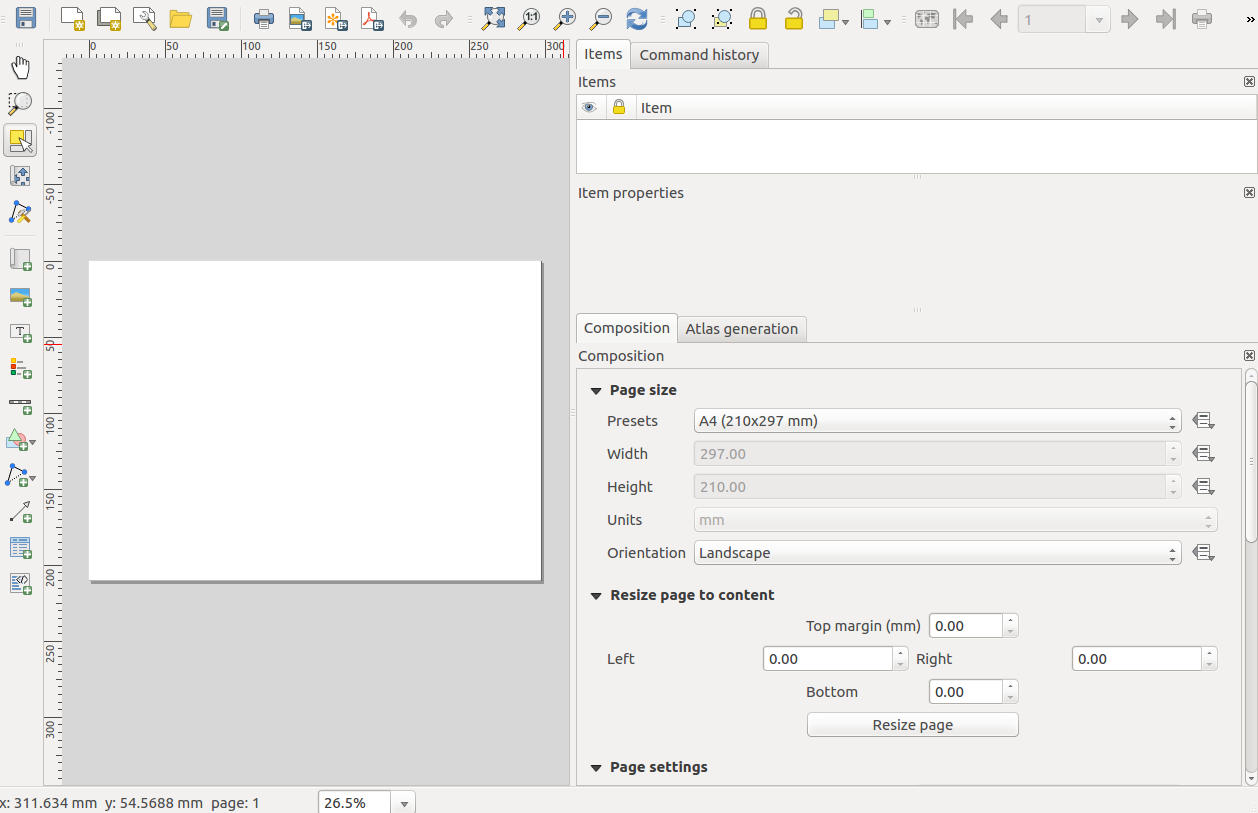 1:1
1
0 50 100 150 200 250 300
Items Command history
Items
Item
Item properties
-100
-50
0
50
100
150
200
250
300
Composition Atlas generation
Composition
Page size
Presets A4 (210x297 mm)
Width 297.00
Height 210.00
Units mm
Orientation Landscape
Resize page to content
Top margin (mm) 0.00
Left 0.00 Right 0.00
Bottom 0.00
Resize page
Page settings
x: 311.634 mm y: 54.5688 mm page: 1 26.5%